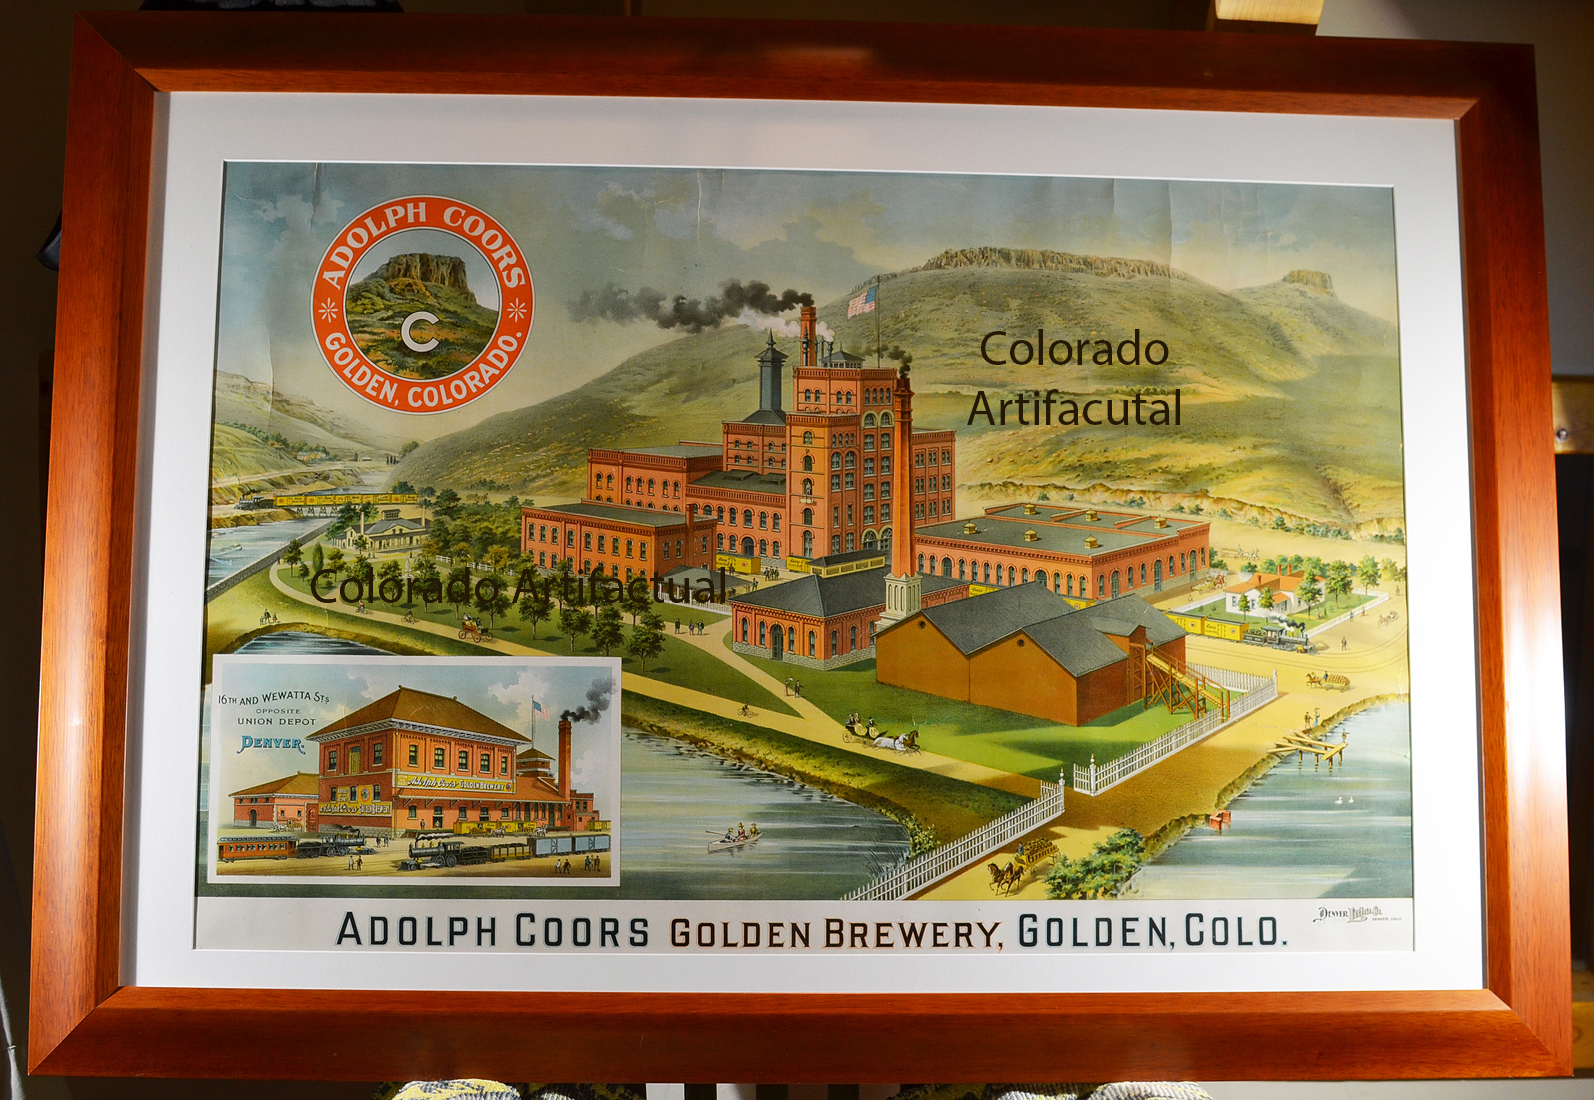 ADOLPH COORS
GOLDEN, COLORADO.
C
Colorado
Artifacutal
Colorado Artifactual
16TH AND WEWATTA STS
OPPOSITE
UNION DEPOT
DENVER.
Adolph Coors GOLDEN BREWERY
ADOLPH COORS GOLDEN BREWERY, GOLDEN, COLO.
DENVER